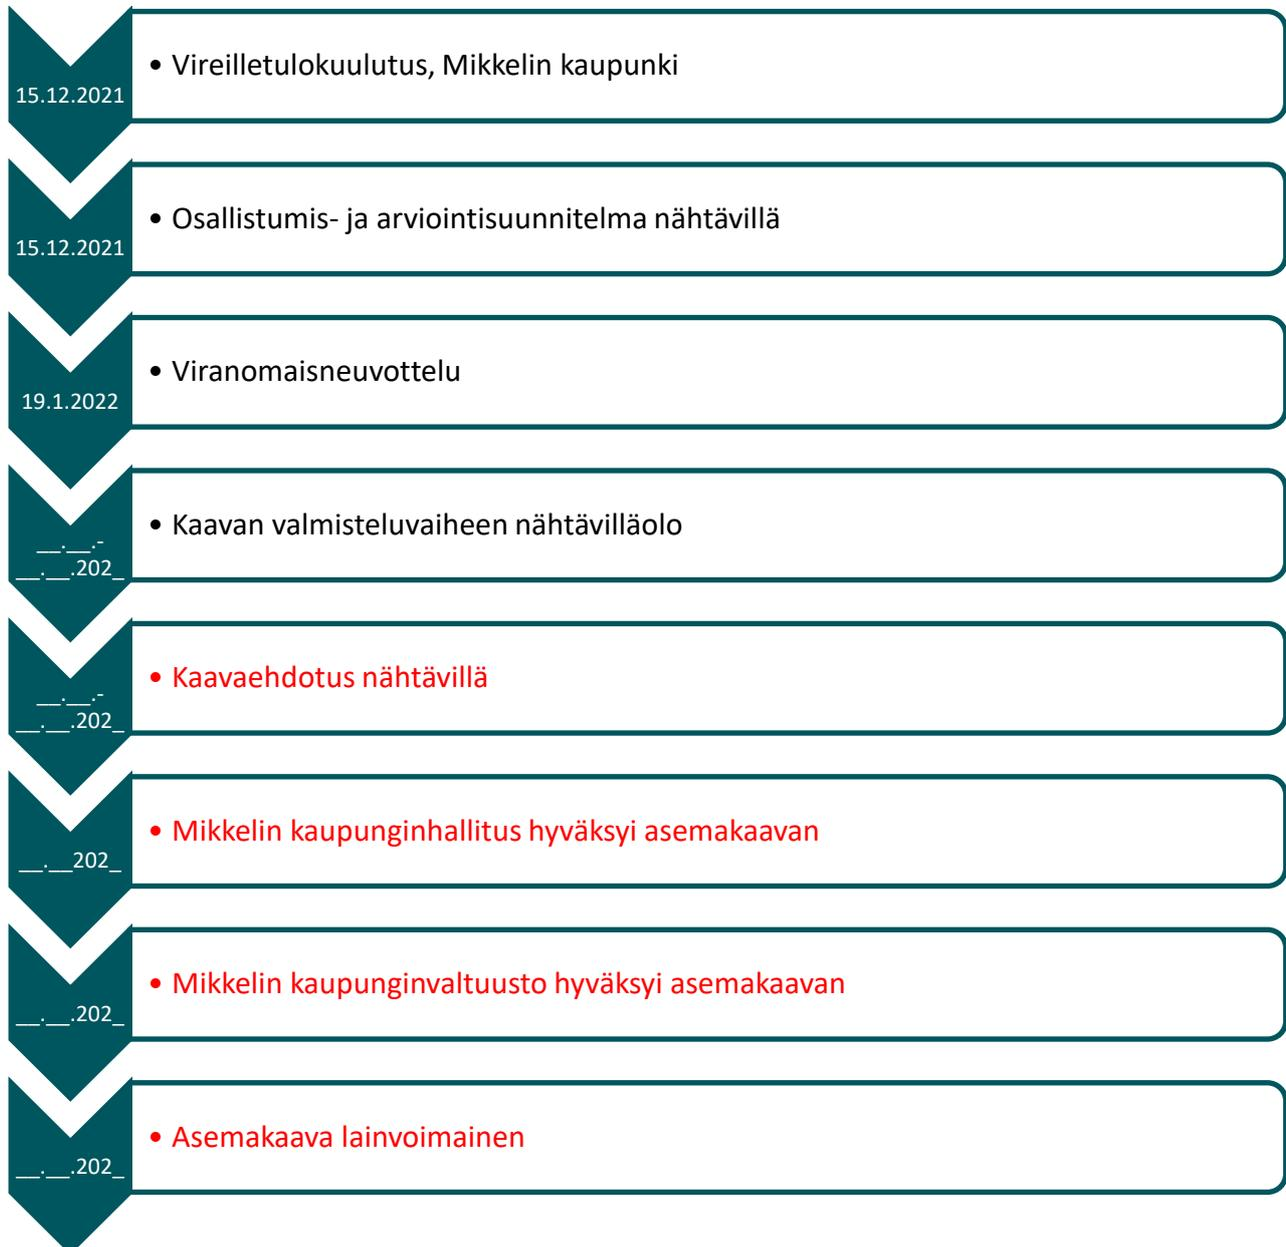 15.12.2021
• Vireilletulokuulutus, Mikkelin kaupunki
15.12.2021
• Osallistumis- ja arviointisuunnitelma nähtävillä
19.1.2022
• Viranomaisneuvottelu
__.__.-
__.__.202_
• Kaavan valmisteluvaiheen nähtävilläolo
__.__.-
__.__.202_
• Kaavaehdotus nähtävillä
__.__202_
• Mikkelin kaupunginhallitus hyväksyi asemakaavan
__.__.202_
• Mikkelin kaupunginvaltuusto hyväksyi asemakaavan
__.__.202_
• Asemakaava lainvoimainen